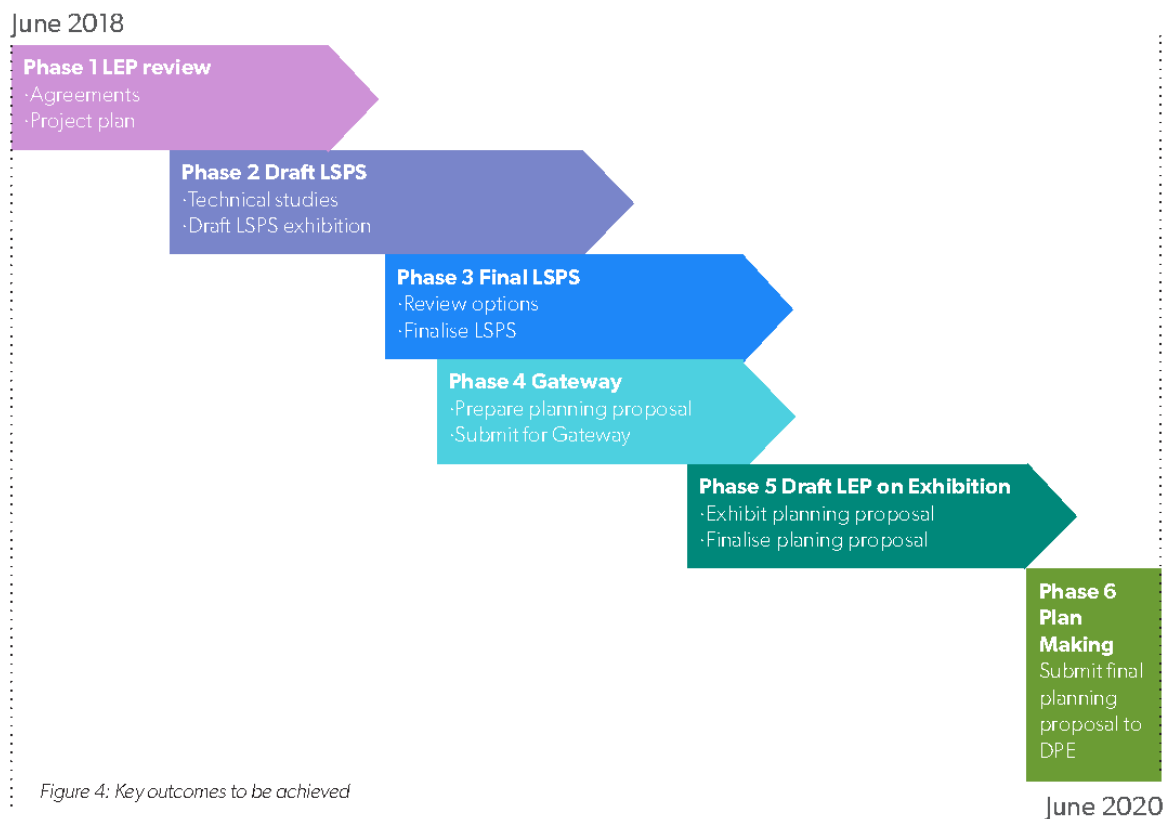 June 2018
Phase 1 LEP review
·Agreements
·Project plan
Phase 2 Draft LSPS
·Technical studies
·Draft LSPS exhibition
Phase 3 Final LSPS
·Review options
·Finalise LSPS
Phase 4 Gateway
·Prepare planning proposal
·Submit for Gateway
Phase 5 Draft LEP on Exhibition
·Exhibit planning proposal
·Finalise planing proposal
Phase 6
Plan
Making
Submit final
planning
proposal to
DPE
Figure 4: Key outcomes to be achieved
June 2020